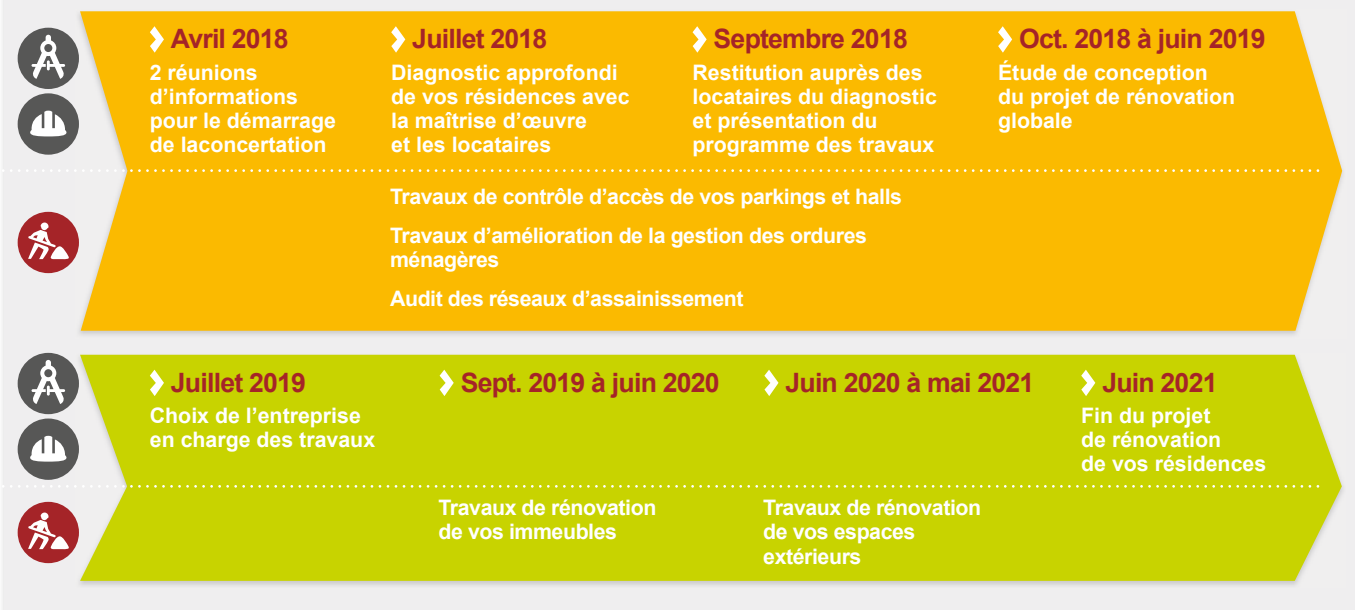 Avril 2018
2 réunions
d'informations
pour le démarrage
de laconcertation
Juillet 2018
Diagnostic approfondi
de vos résidences avec
la maîtrise d'œuvre
et les locataires
Septembre 2018
Restitution auprès des
locataires du diagnostic
et présentation du
programme des travaux
Oct. 2018 à juin 2019
Étude de conception
du projet de rénovation
globale
Travaux de contrôle d'accès de vos parkings et halls
Travaux d'amélioration de la gestion des ordures
ménagères
Audit des réseaux d'assainissement
Juillet 2019
Choix de l'entreprise
en charge des travaux
Sept. 2019 à juin 2020
Juin 2020 à mai 2021
Juin 2021
Fin du projet
de rénovation
de vos résidences
Travaux de rénovation
de vos immeubles
Travaux de rénovation
de vos espaces
extérieurs